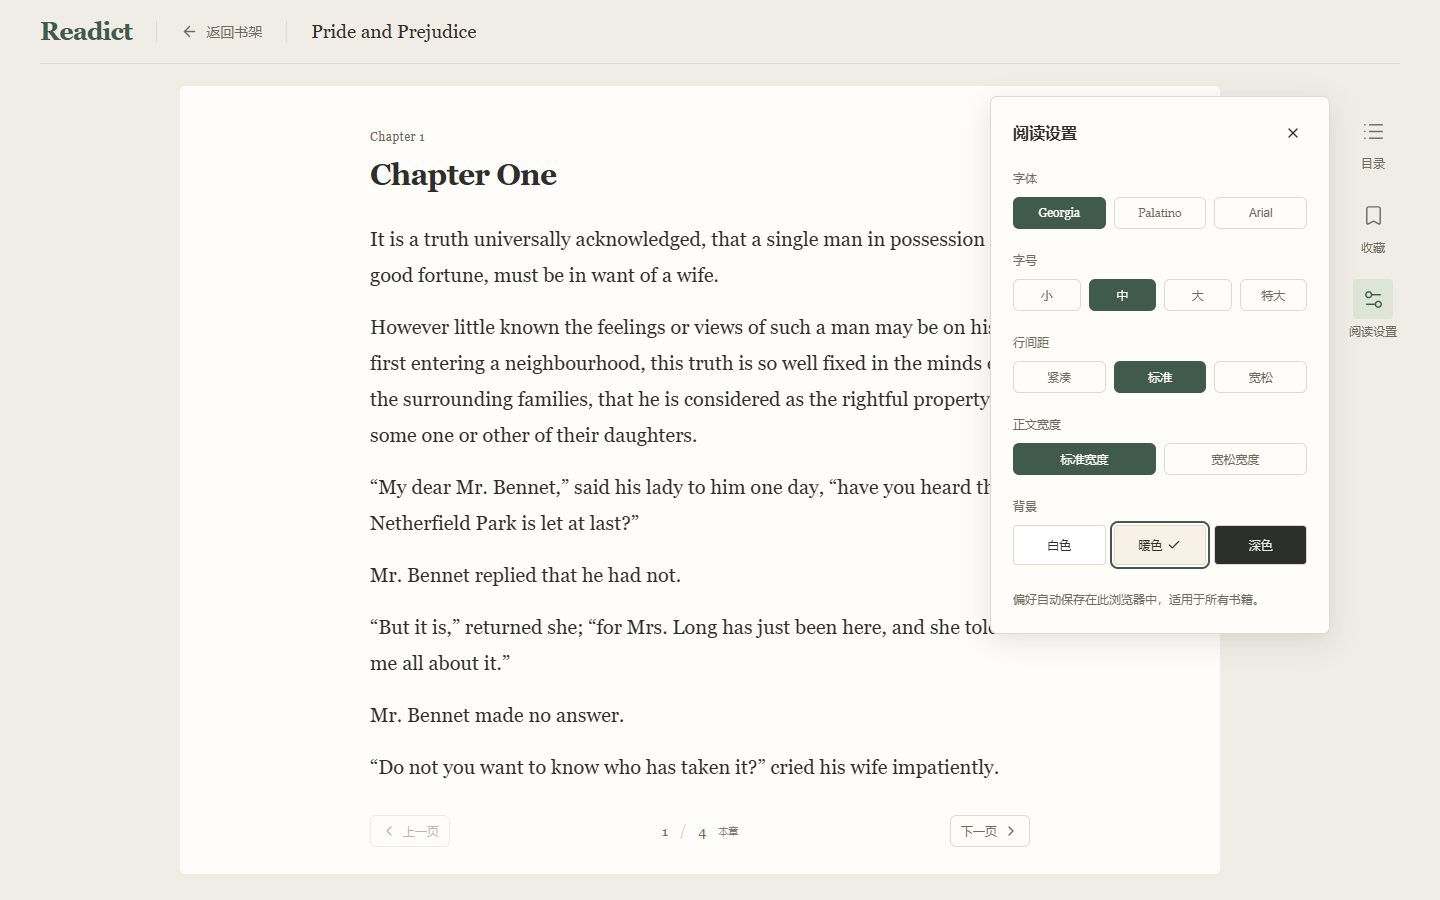 Readict
返回书架
Pride and Prejudice
Chapter 1
Chapter One
It is a truth universally acknowledged, that a single man in possession
good fortune, must be in want of a wife.
However little known the feelings or views of such a man may be on
first entering a neighbourhood, this truth is so well fixed in the minds
the surrounding families, that he is considered as the rightful property
some one or other of their daughters.
“My dear Mr. Bennet,” said his lady to him one day, “have you heard
Netherfield Park is let at last?”
Mr. Bennet replied that he had not.
“But it is,” returned she; “for Mrs. Long has just been here, and she
me all about it.”
Mr. Bennet made no answer.
“Do not you want to know who has taken it?” cried his wife impatiently.
上一页
1 / 4 本章
下一页
阅读设置
字体
Georgia Palatino Arial
字号
小 中 大 特大
行间距
紧凑 标准 宽松
正文宽度
标准宽度 宽松宽度
背景
白色 暖色 深色
偏好自动保存在此浏览器中，适用于所有书籍。
目录
收藏
阅读设置